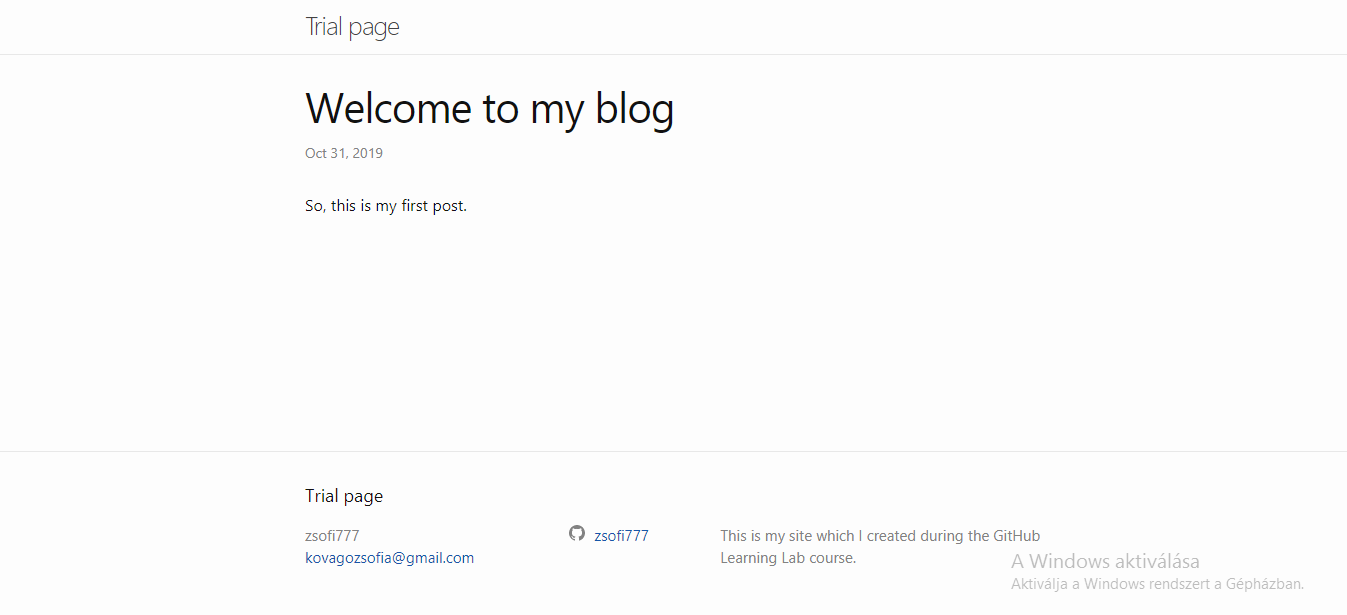 Trial page
Welcome to my blog
Oct 31, 2019
So, this is my first post.
Trial page
zsofi777
kovagozsofia@gmail.com
zsofi777
This is my site which I created during the GitHub
Learning Lab course.
A Windows aktiválása
Aktiválja a Windows rendszert a Gépházban.